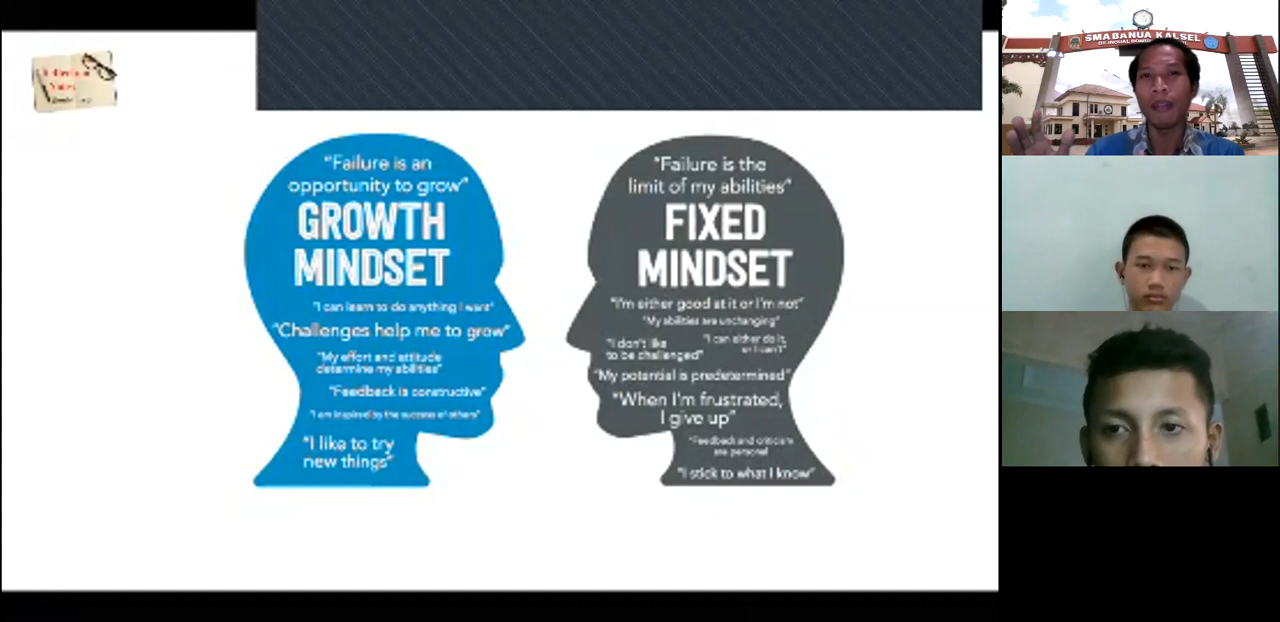 Reflection
Notes
"Failure is an
opportunity to grow"
GROWTH
MINDSET
"I can learn to do anything I want"
"Challenges help me to grow"
"My effort and attitude
determine my abilities"
"Feedback is constructive"
"I am inspired by the success of others"
"I like to try
new things"
"Failure is the
limit of my abilities"
FIXED
MINDSET
"I'm either good at it or I'm not"
"My abilities are unchanging"
"I don't like
to be challenged"
"I can either do it,
or I can't"
"My potential is predetermined"
"When I'm frustrated,
I give up"
"Feedback and criticism
are personal"
"I stick to what I know"
SMABANUA KALSEL